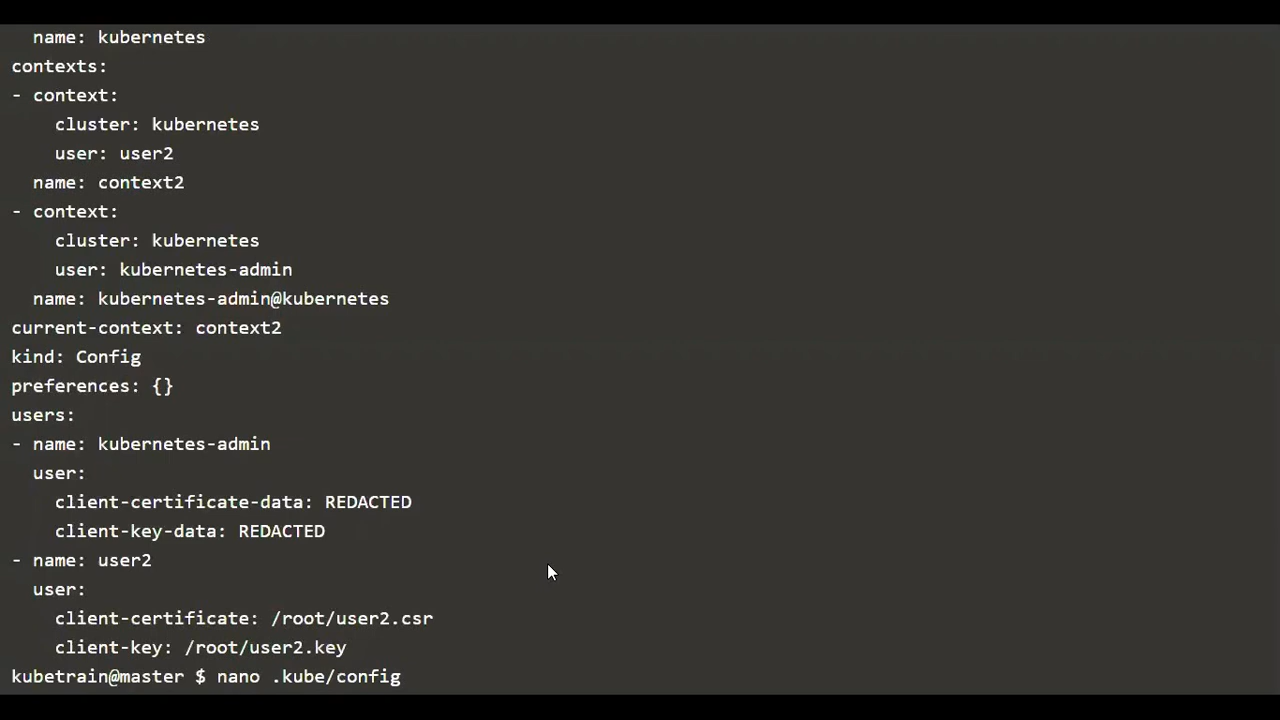 name: kubernetes
contexts:
- context:
cluster: kubernetes
user: user2
name: context2
- context:
cluster: kubernetes
user: kubernetes-admin
name: kubernetes-admin@kubernetes
current-context: context2
kind: Config
preferences: {}
users:
- name: kubernetes-admin
user:
client-certificate-data: REDACTED
client-key-data: REDACTED
- name: user2
user:
client-certificate: /root/user2.csr
client-key: /root/user2.key
kubetrain@master $ nano .kube/config